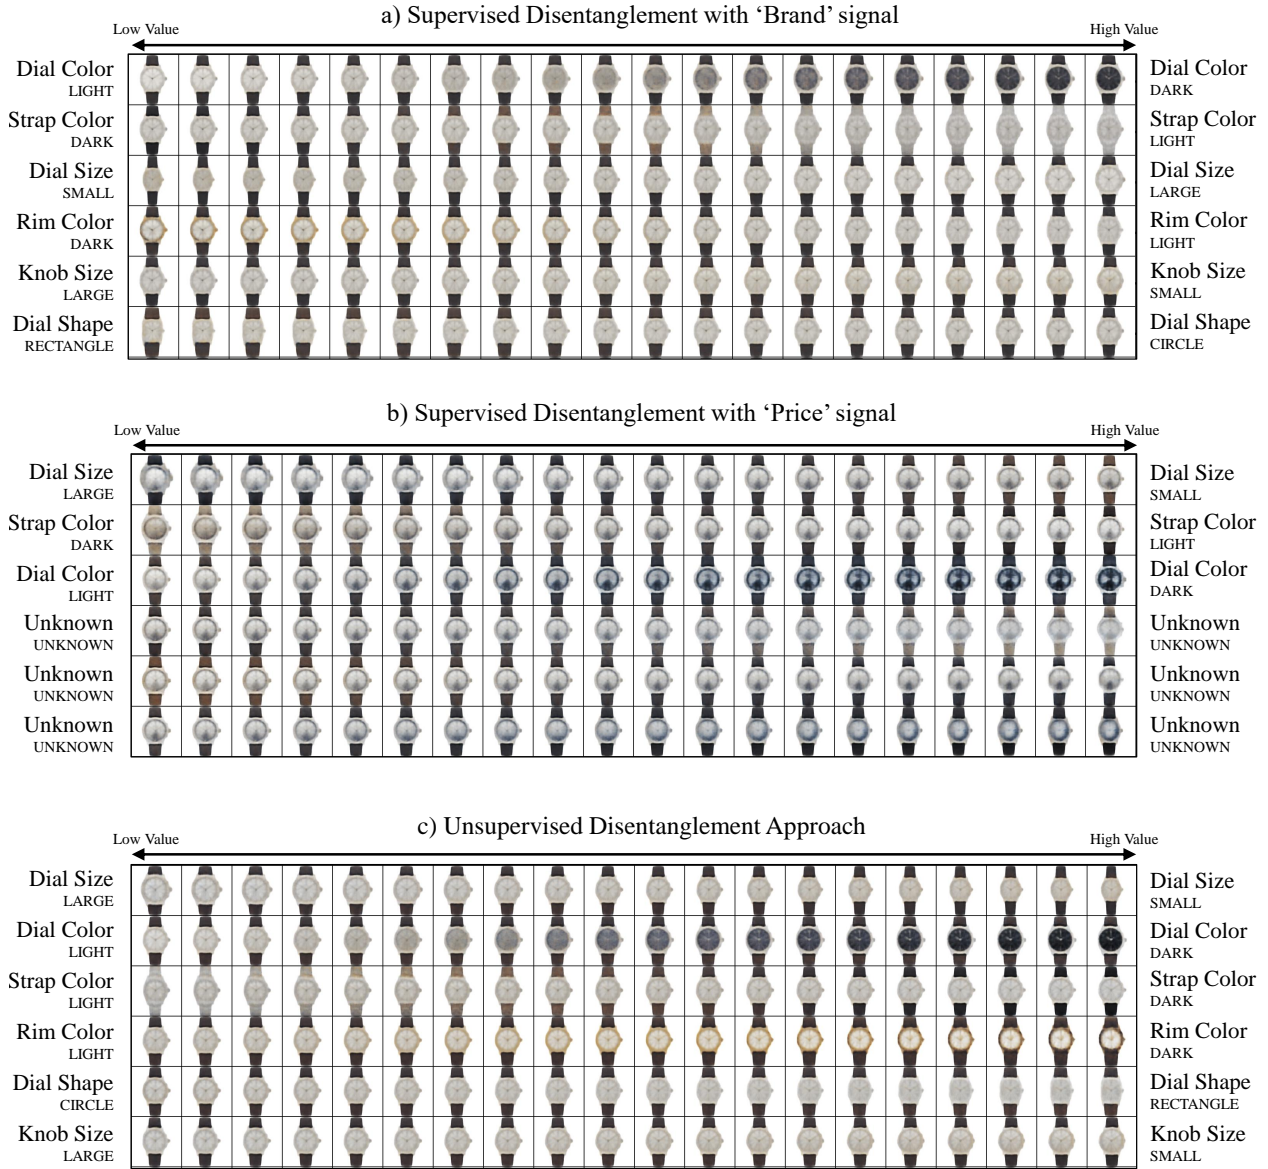 a) Supervised Disentanglement with ‘Brand’ signal
Low Value High Value
Dial Color Dial Color
LIGHT DARK
Strap Color Strap Color
DARK LIGHT
Dial Size Dial Size
SMALL LARGE
Rim Color Rim Color
DARK LIGHT
Knob Size Knob Size
LARGE SMALL
Dial Shape Dial Shape
RECTANGLE CIRCLE
b) Supervised Disentanglement with ‘Price’ signal
Low Value High Value
Dial Size Dial Size
LARGE SMALL
Strap Color Strap Color
DARK LIGHT
Dial Color Dial Color
LIGHT DARK
Unknown Unknown
UNKNOWN UNKNOWN
Unknown Unknown
UNKNOWN UNKNOWN
Unknown Unknown
UNKNOWN UNKNOWN
c) Unsupervised Disentanglement Approach
Low Value High Value
Dial Size Dial Size
LARGE SMALL
Dial Color Dial Color
LIGHT DARK
Strap Color Strap Color
LIGHT DARK
Rim Color Rim Color
LIGHT DARK
Dial Shape Dial Shape
CIRCLE RECTANGLE
Knob Size Knob Size
LARGE SMALL